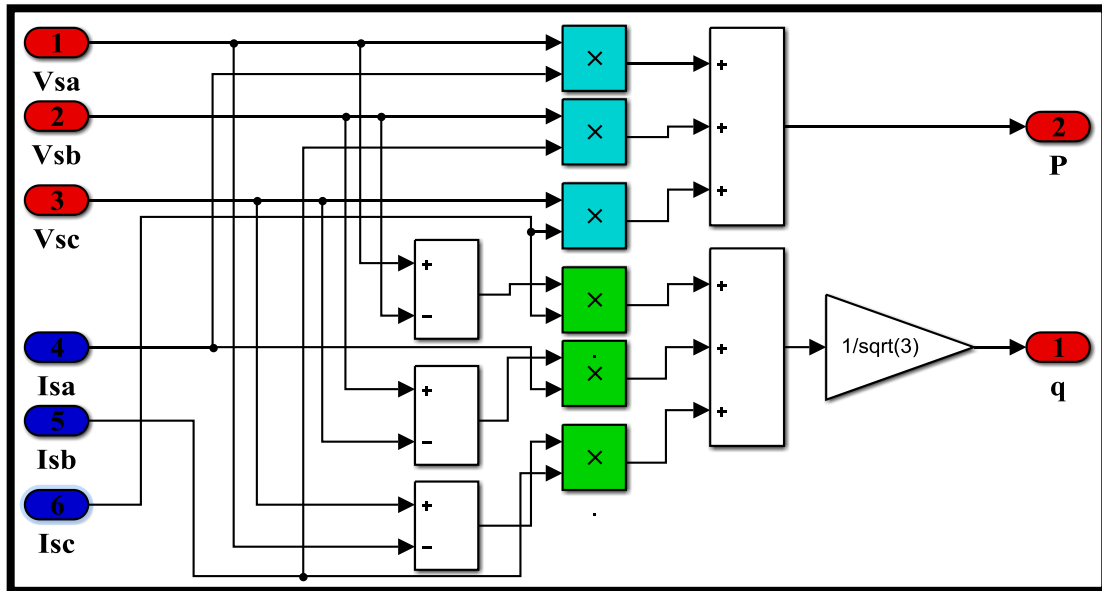 1
Vsa
2
Vsb
3
Vsc
4
Isa
5
Isb
6
Isc
×
×
×
×
×
×
+
−
+
−
+
−
+
+
+
+
+
+
1/sqrt(3)
2
P
1
q